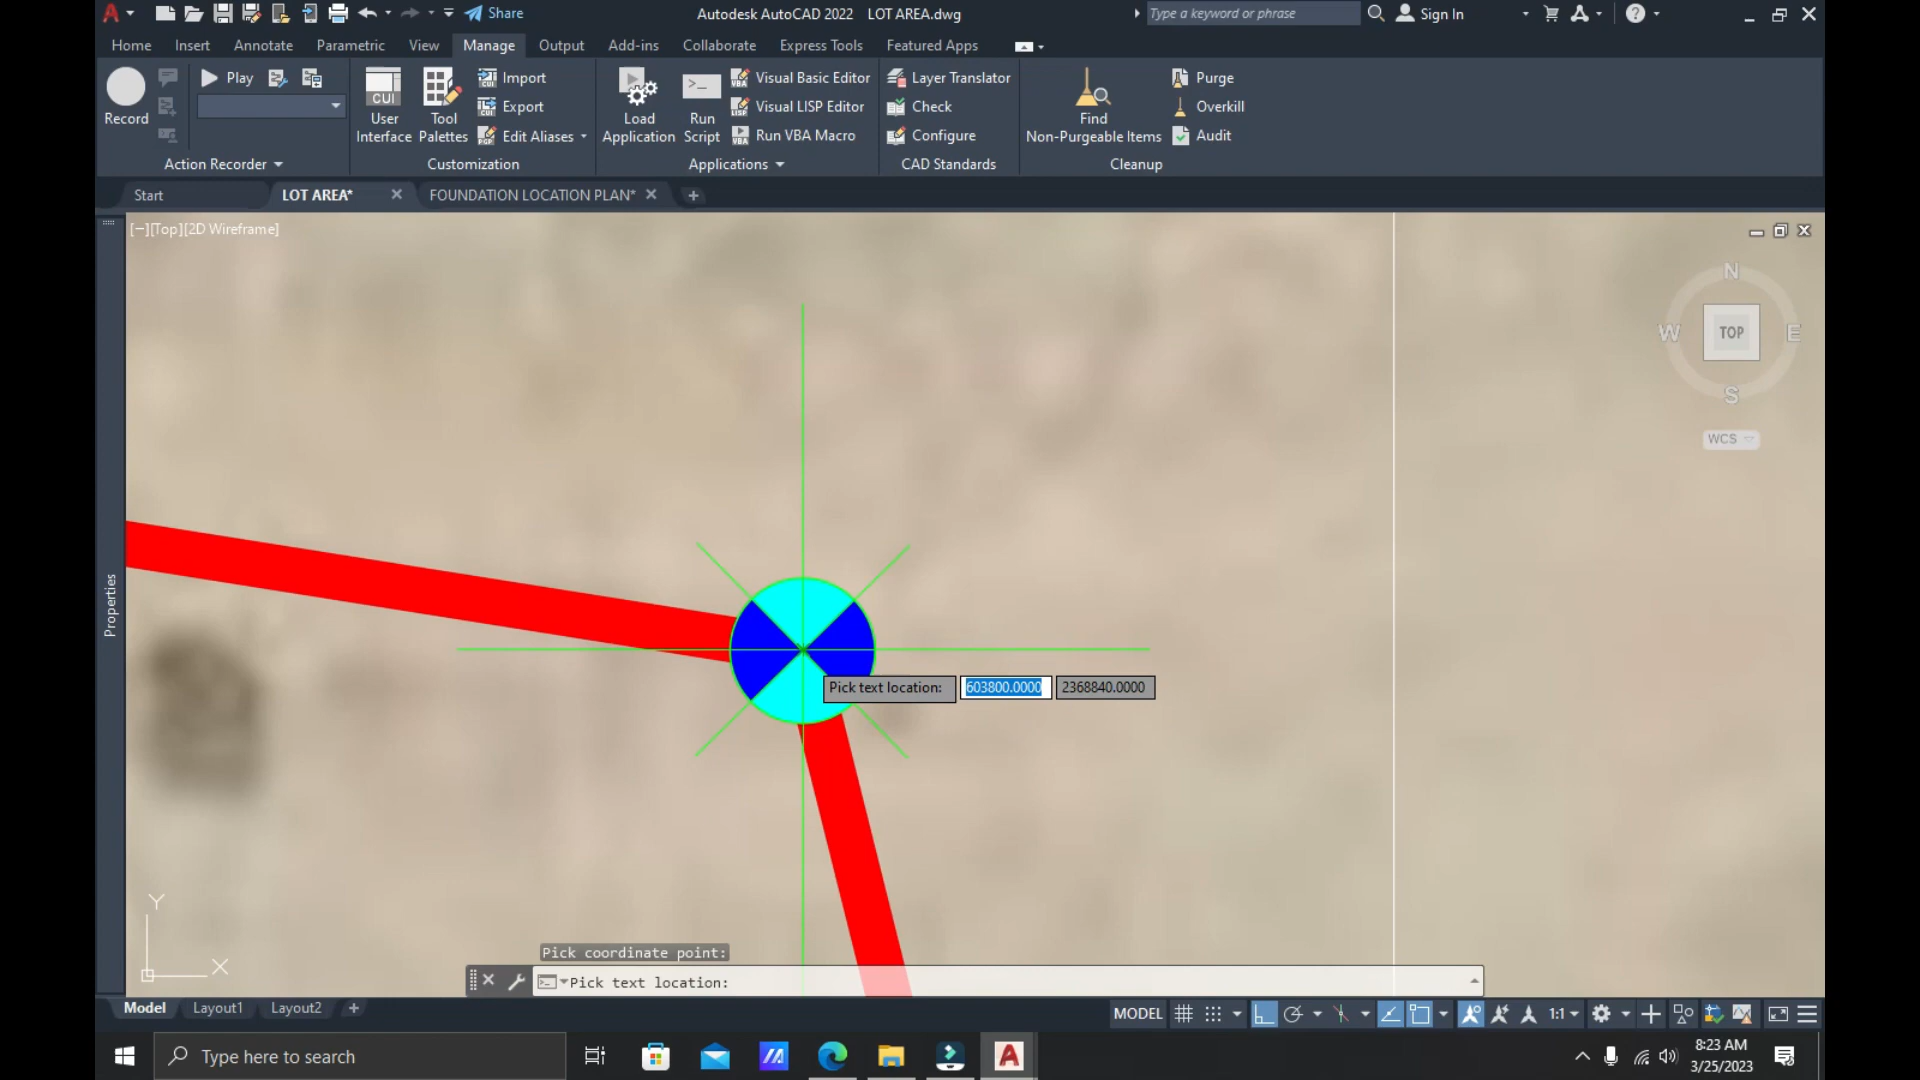 Share
Autodesk AutoCAD 2022 LOT AREA.dwg
Type a keyword or phrase
Sign In
Home Insert Annotate Parametric View Manage Output Add-ins Collaborate Express Tools Featured Apps
Record
Play
Action Recorder
CUI
User
Interface
Tool
Palettes
Import
Export
Edit Aliases
Customization
Load
Application
Run
Script
Visual Basic Editor
Visual LISP Editor
Run VBA Macro
Applications
Layer Translator
Check
Configure
CAD Standards
Find
Non-Purgeable Items
Purge
Overkill
Audit
Cleanup
Start LOT AREA* FOUNDATION LOCATION PLAN*
[−][Top][2D Wireframe]
N
W TOP E
S
WCS
Properties
Pick text location: 603800.0000 2368840.0000
Y
X
Pick coordinate point:
Pick text location:
Model Layout1 Layout2
MODEL 1:1
Type here to search
8:23 AM
3/25/2023